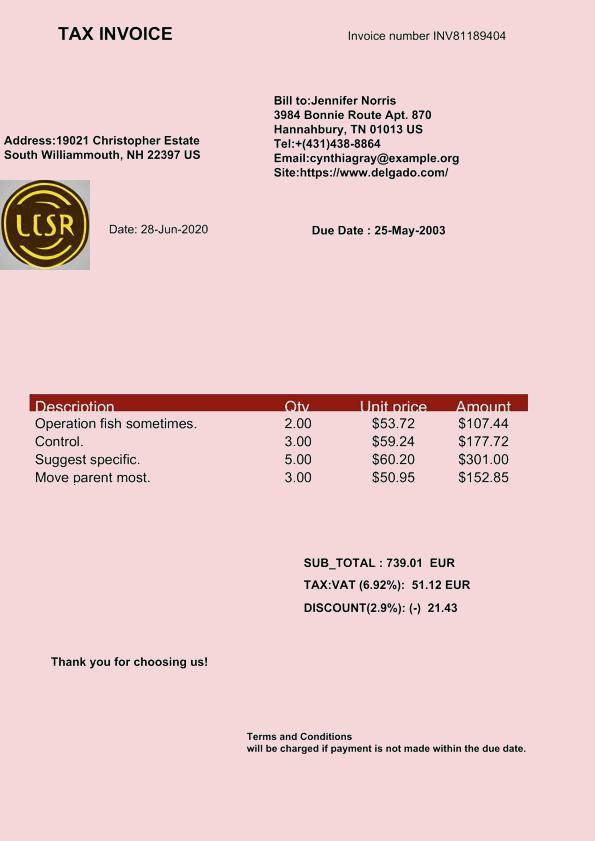 TAX INVOICE
Invoice number INV81189404
Bill to:Jennifer Norris
3984 Bonnie Route Apt. 870
Hannahbury, TN 01013 US
Tel:+(431)438-8864
Email:cynthiagray@example.org
Site:https://www.delgado.com/
Address:19021 Christopher Estate
South Williammouth, NH 22397 US
LCSR
Date: 28-Jun-2020
Due Date : 25-May-2003
Description Qty Unit price Amount
Operation fish sometimes. 2.00 $53.72 $107.44
Control. 3.00 $59.24 $177.72
Suggest specific. 5.00 $60.20 $301.00
Move parent most. 3.00 $50.95 $152.85
SUB_TOTAL : 739.01 EUR
TAX:VAT (6.92%): 51.12 EUR
DISCOUNT(2.9%): (-) 21.43
Thank you for choosing us!
Terms and Conditions
will be charged if payment is not made within the due date.